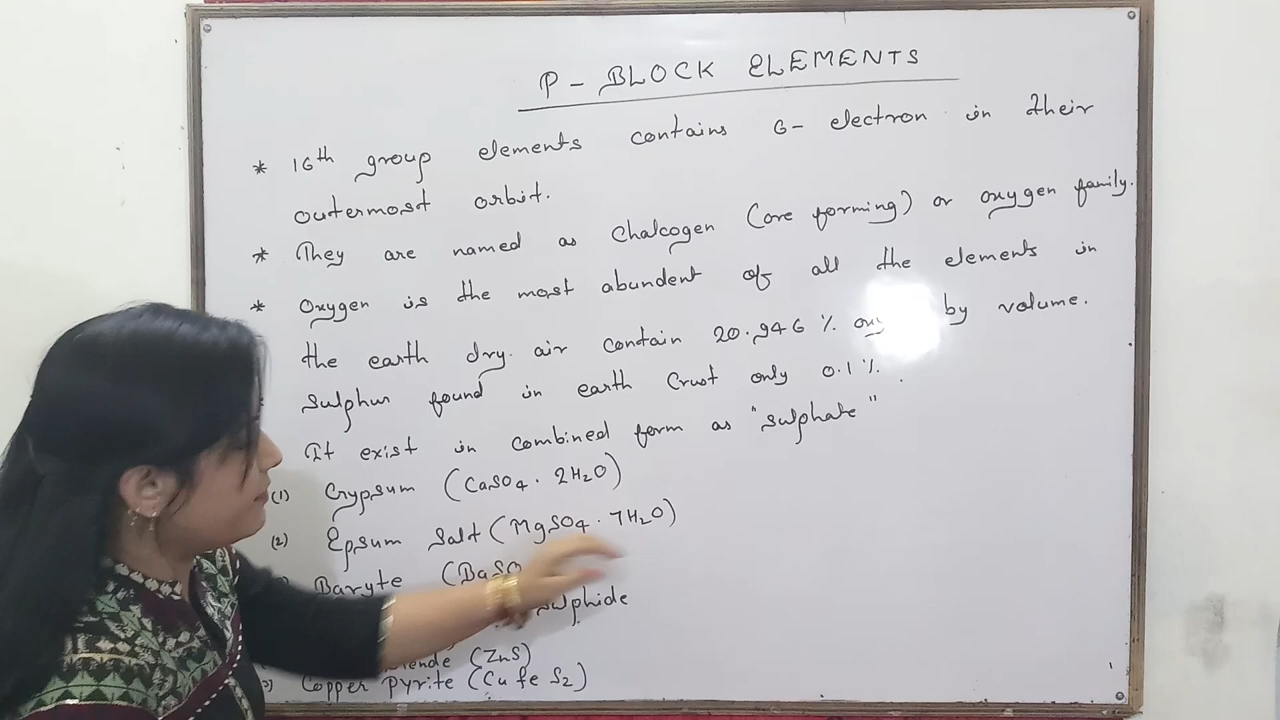 P - BLOCK ELEMENTS
* 16th group elements contains 6- electron in their
outermost orbit.
* They are named as Chalcogen (ore forming) or oxygen family.
* Oxygen is the most abundent of all the elements in
the earth dry. air contain 20.946 % by volume.
Sulphur found in earth Crust only 0.1 %.
It exist in combined form as "sulphate"
(1) Gypsum (CaSO4 . 2H2O)
(2) Epsum Salt (MgSO4 . 7H2O)
Baryte (BaSO
Sulphide
(ZnS)
Copper Pyrite (Cu fe S2)